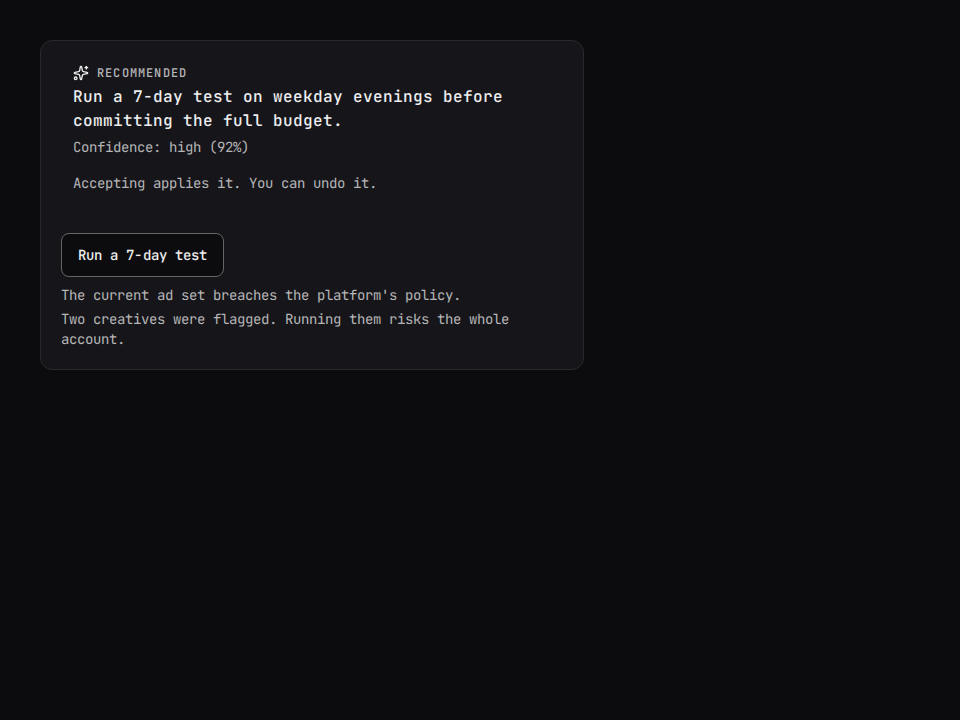 RECOMMENDED
Run a 7-day test on weekday evenings before
committing the full budget.
Confidence: high (92%)
Accepting applies it. You can undo it.
Run a 7-day test
The current ad set breaches the platform's policy.
Two creatives were flagged. Running them risks the whole
account.